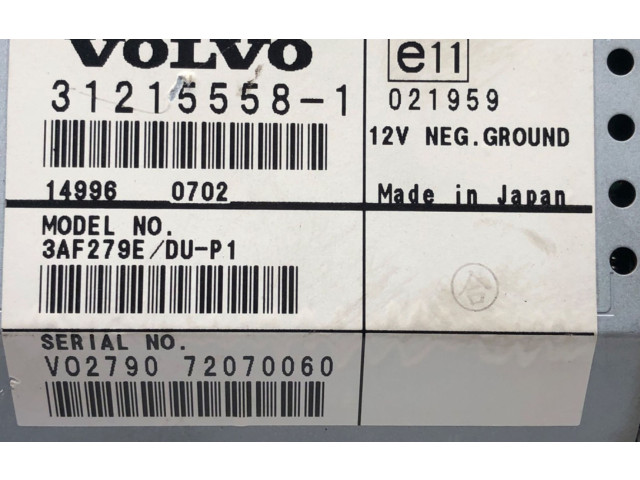 VOLVO
31215558-1
14996 0702
MODEL NO.
3AF279E/DU-P1
SERIAL NO.
VO2790 72070060
e11
021959
12V NEG.GROUND
Made in Japan
合